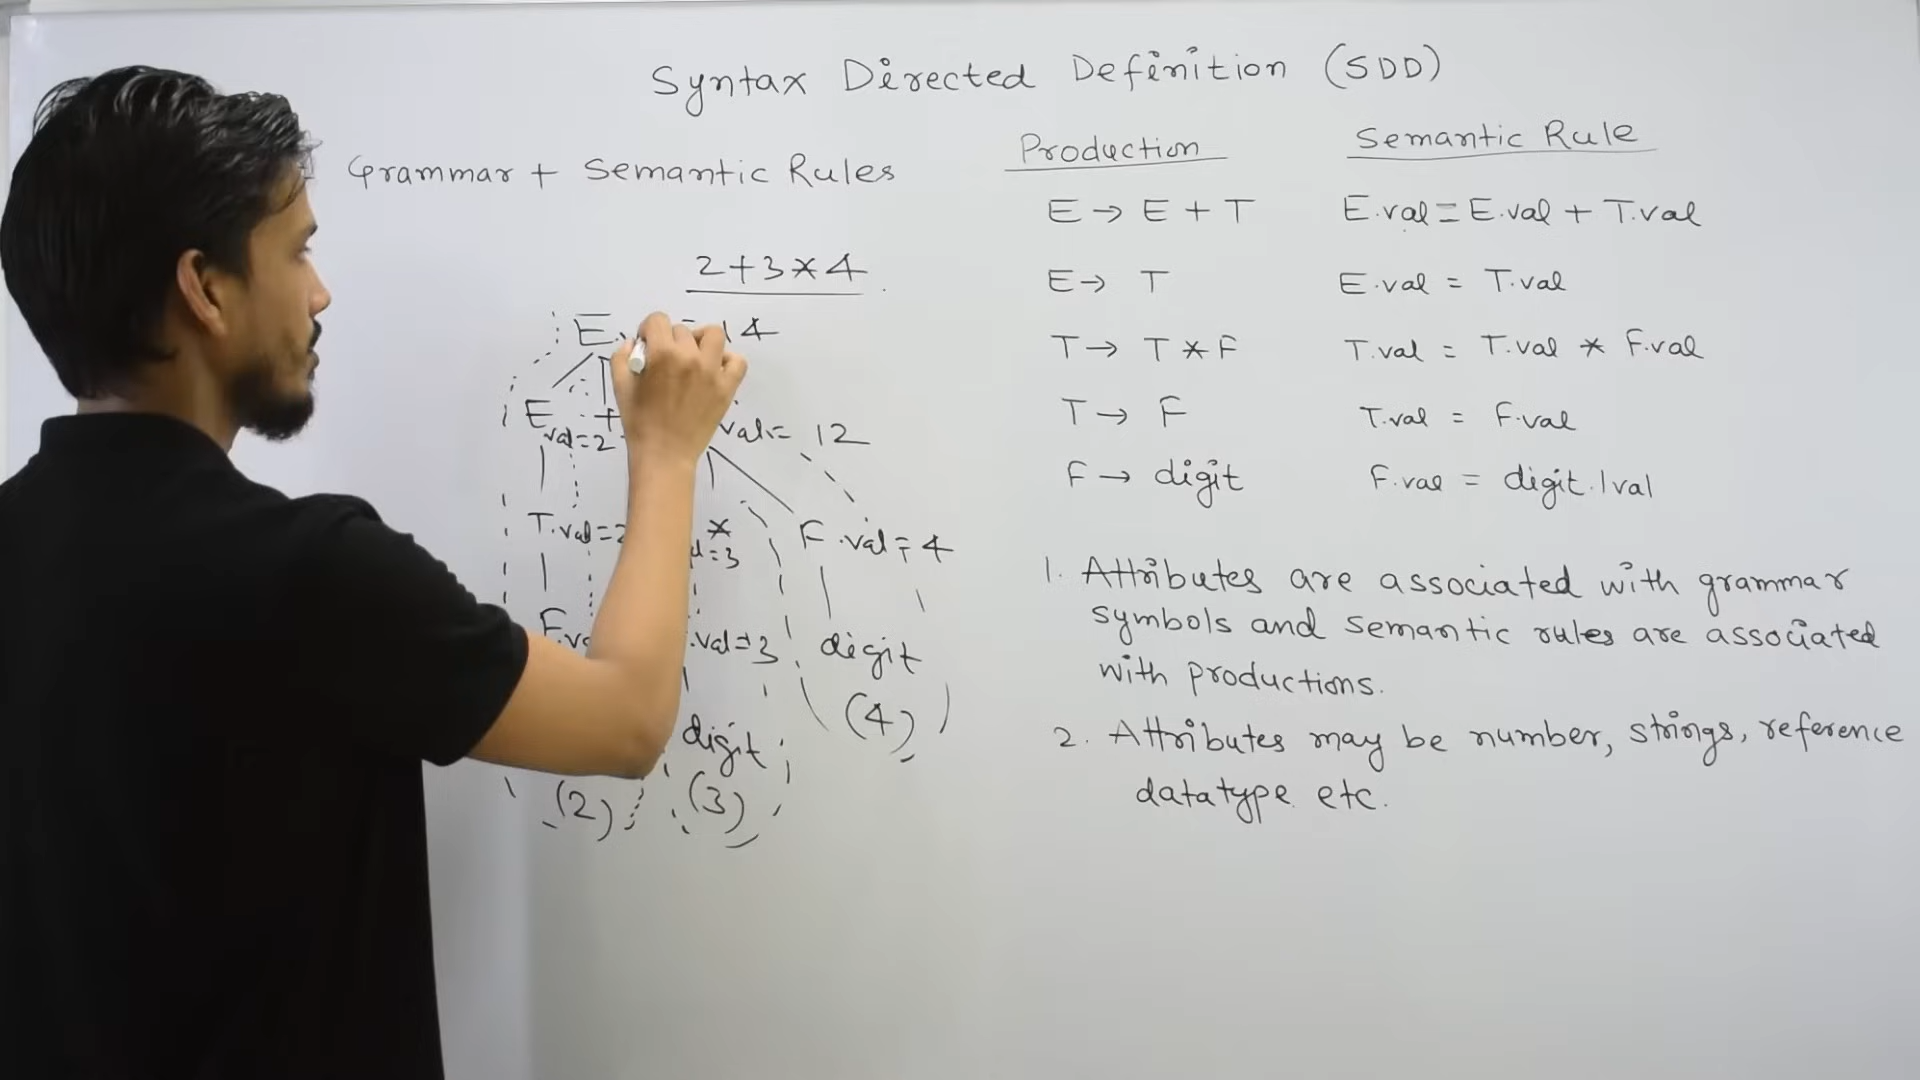 Syntax Directed Definition (SDD)
Grammar + Semantic Rules
2+3*4
E. = 14
E val=2 +
val= 12
T.val=2
*
=3
F.val=4
F.
.val=3
digit
(4)
digit
(2)
(3)
Production Semantic Rule
E → E + T E.val = E.val + T.val
E → T E.val = T.val
T → T * F T.val = T.val * F.val
T → F T.val = F.val
F → digit F.val = digit.lval
1. Attributes are associated with grammar
symbols and semantic rules are associated
with productions.
2. Attributes may be number, strings, reference
datatype etc.